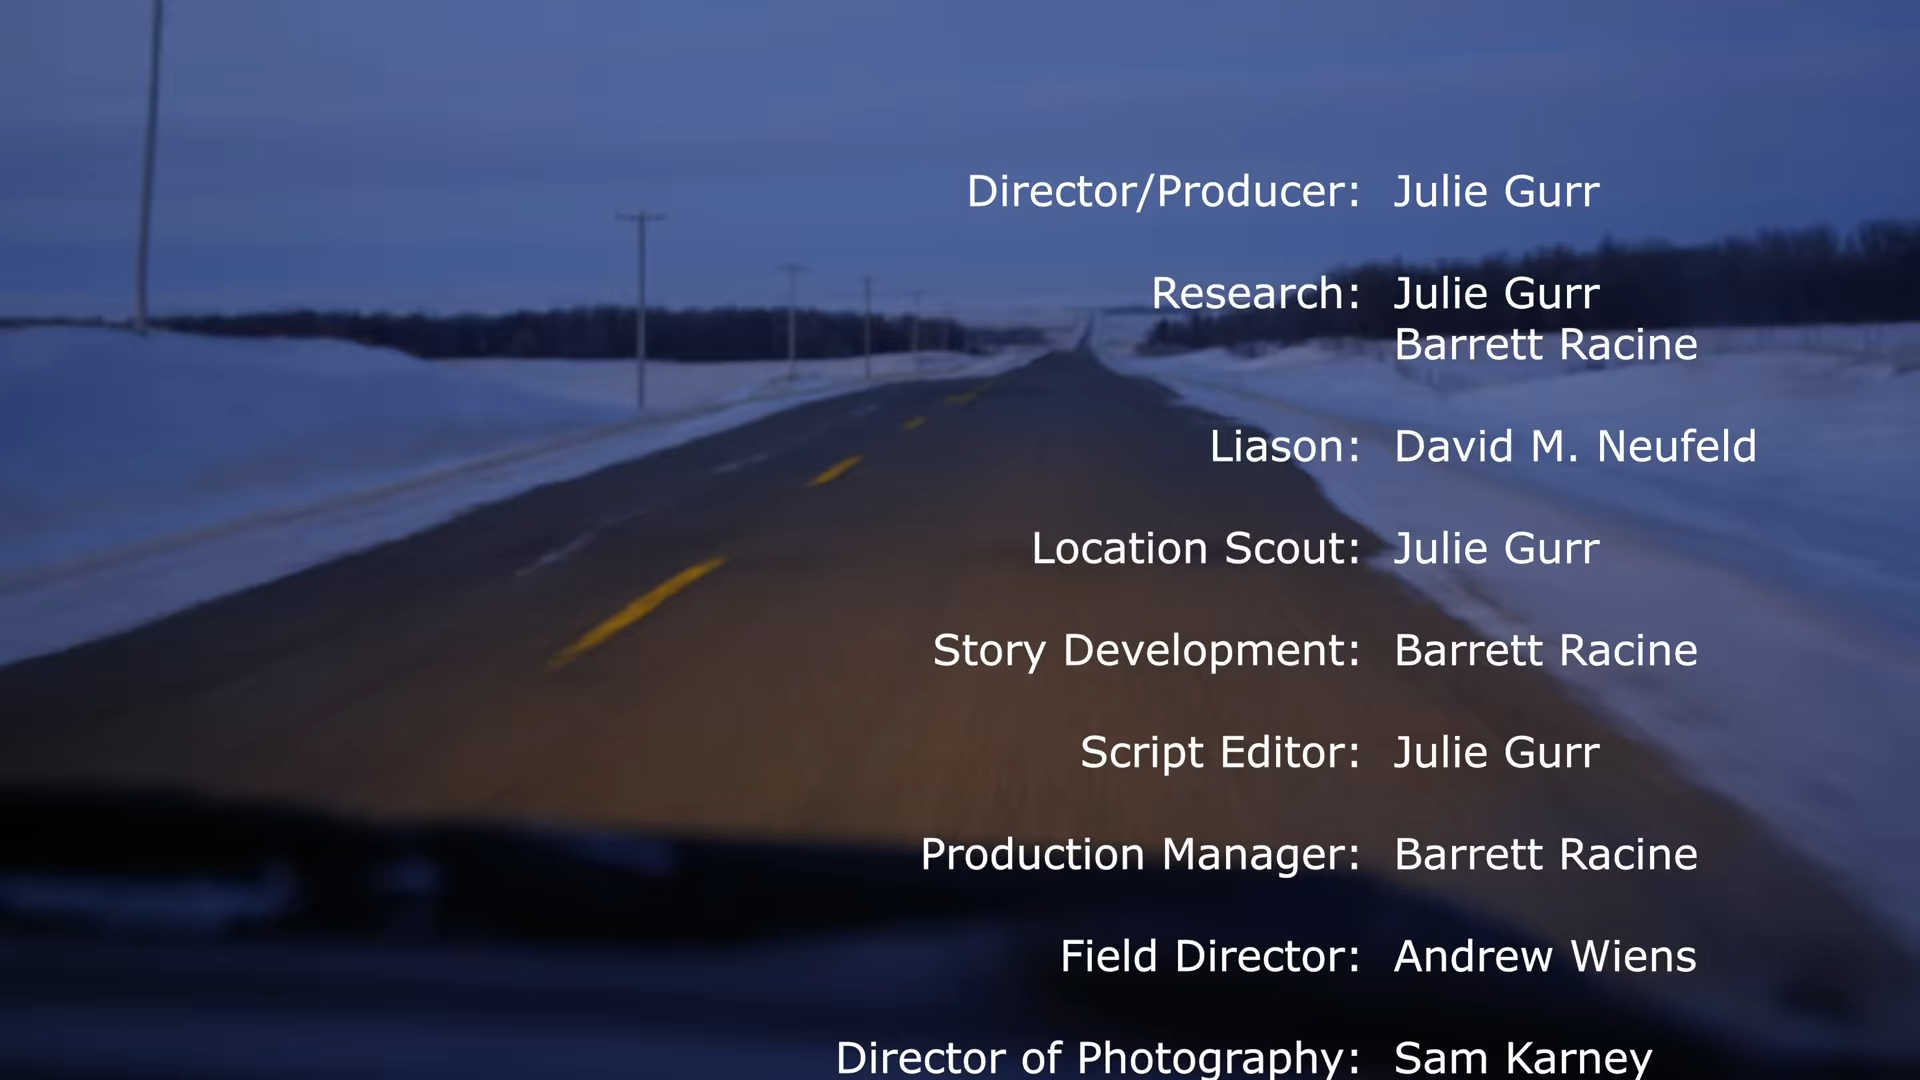 Director/Producer: Julie Gurr
Research: Julie Gurr
Barrett Racine
Liason: David M. Neufeld
Location Scout: Julie Gurr
Story Development: Barrett Racine
Script Editor: Julie Gurr
Production Manager: Barrett Racine
Field Director: Andrew Wiens
Director of Photography: Sam Karney